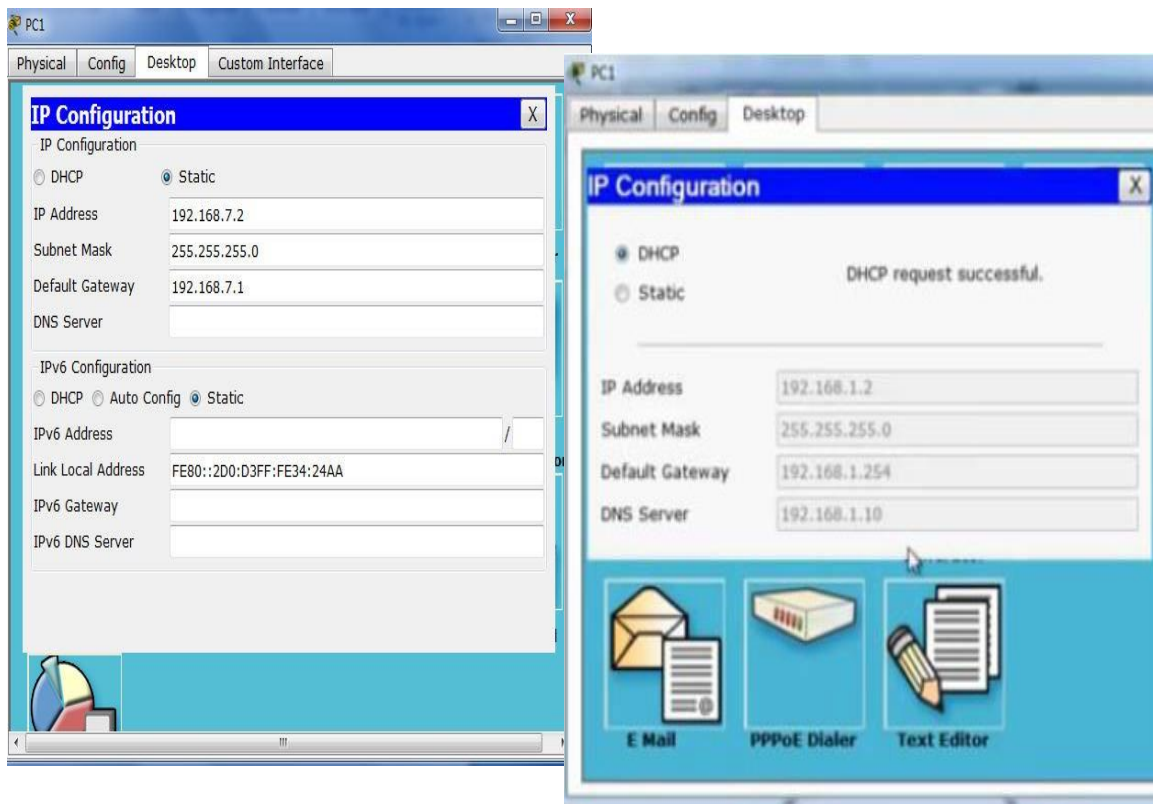 PC1
Physical Config Desktop Custom Interface
IP Configuration X
IP Configuration
DHCP Static
IP Address 192.168.7.2
Subnet Mask 255.255.255.0
Default Gateway 192.168.7.1
DNS Server
IPv6 Configuration
DHCP Auto Config Static
IPv6 Address /
Link Local Address FE80::2D0:D3FF:FE34:24AA
IPv6 Gateway
IPv6 DNS Server
PC1
Physical Config Desktop
IP Configuration X
DHCP
DHCP request successful.
Static
IP Address 192.168.1.2
Subnet Mask 255.255.255.0
Default Gateway 192.168.1.254
DNS Server 192.168.1.10
E Mail PPPoE Dialer Text Editor